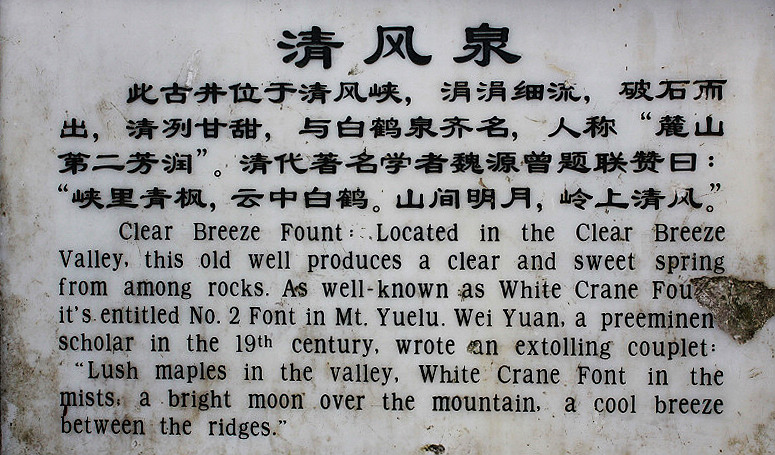 清风泉
此古井位于清风峡，涓涓细流，破石而
出，清冽甘甜，与白鹤泉齐名，人称“麓山
第二芳润”。清代著名学者魏源曾题联赞曰：
“峡里青枫，云中白鹤。山间明月，岭上清风。”
Clear Breeze Fount: Located in the Clear Breeze
Valley, this old well produces a clear and sweet spring
from among rocks. As well-known as White Crane
it's entitled No. 2 Font in Mt. Yuelu. Wei Yuan, a
scholar in the 19th century, wrote an extolling couplet:
"Lush maples in the valley, White Crane Font in the
mists, a bright moon over the mountain, a cool breeze
between the ridges."